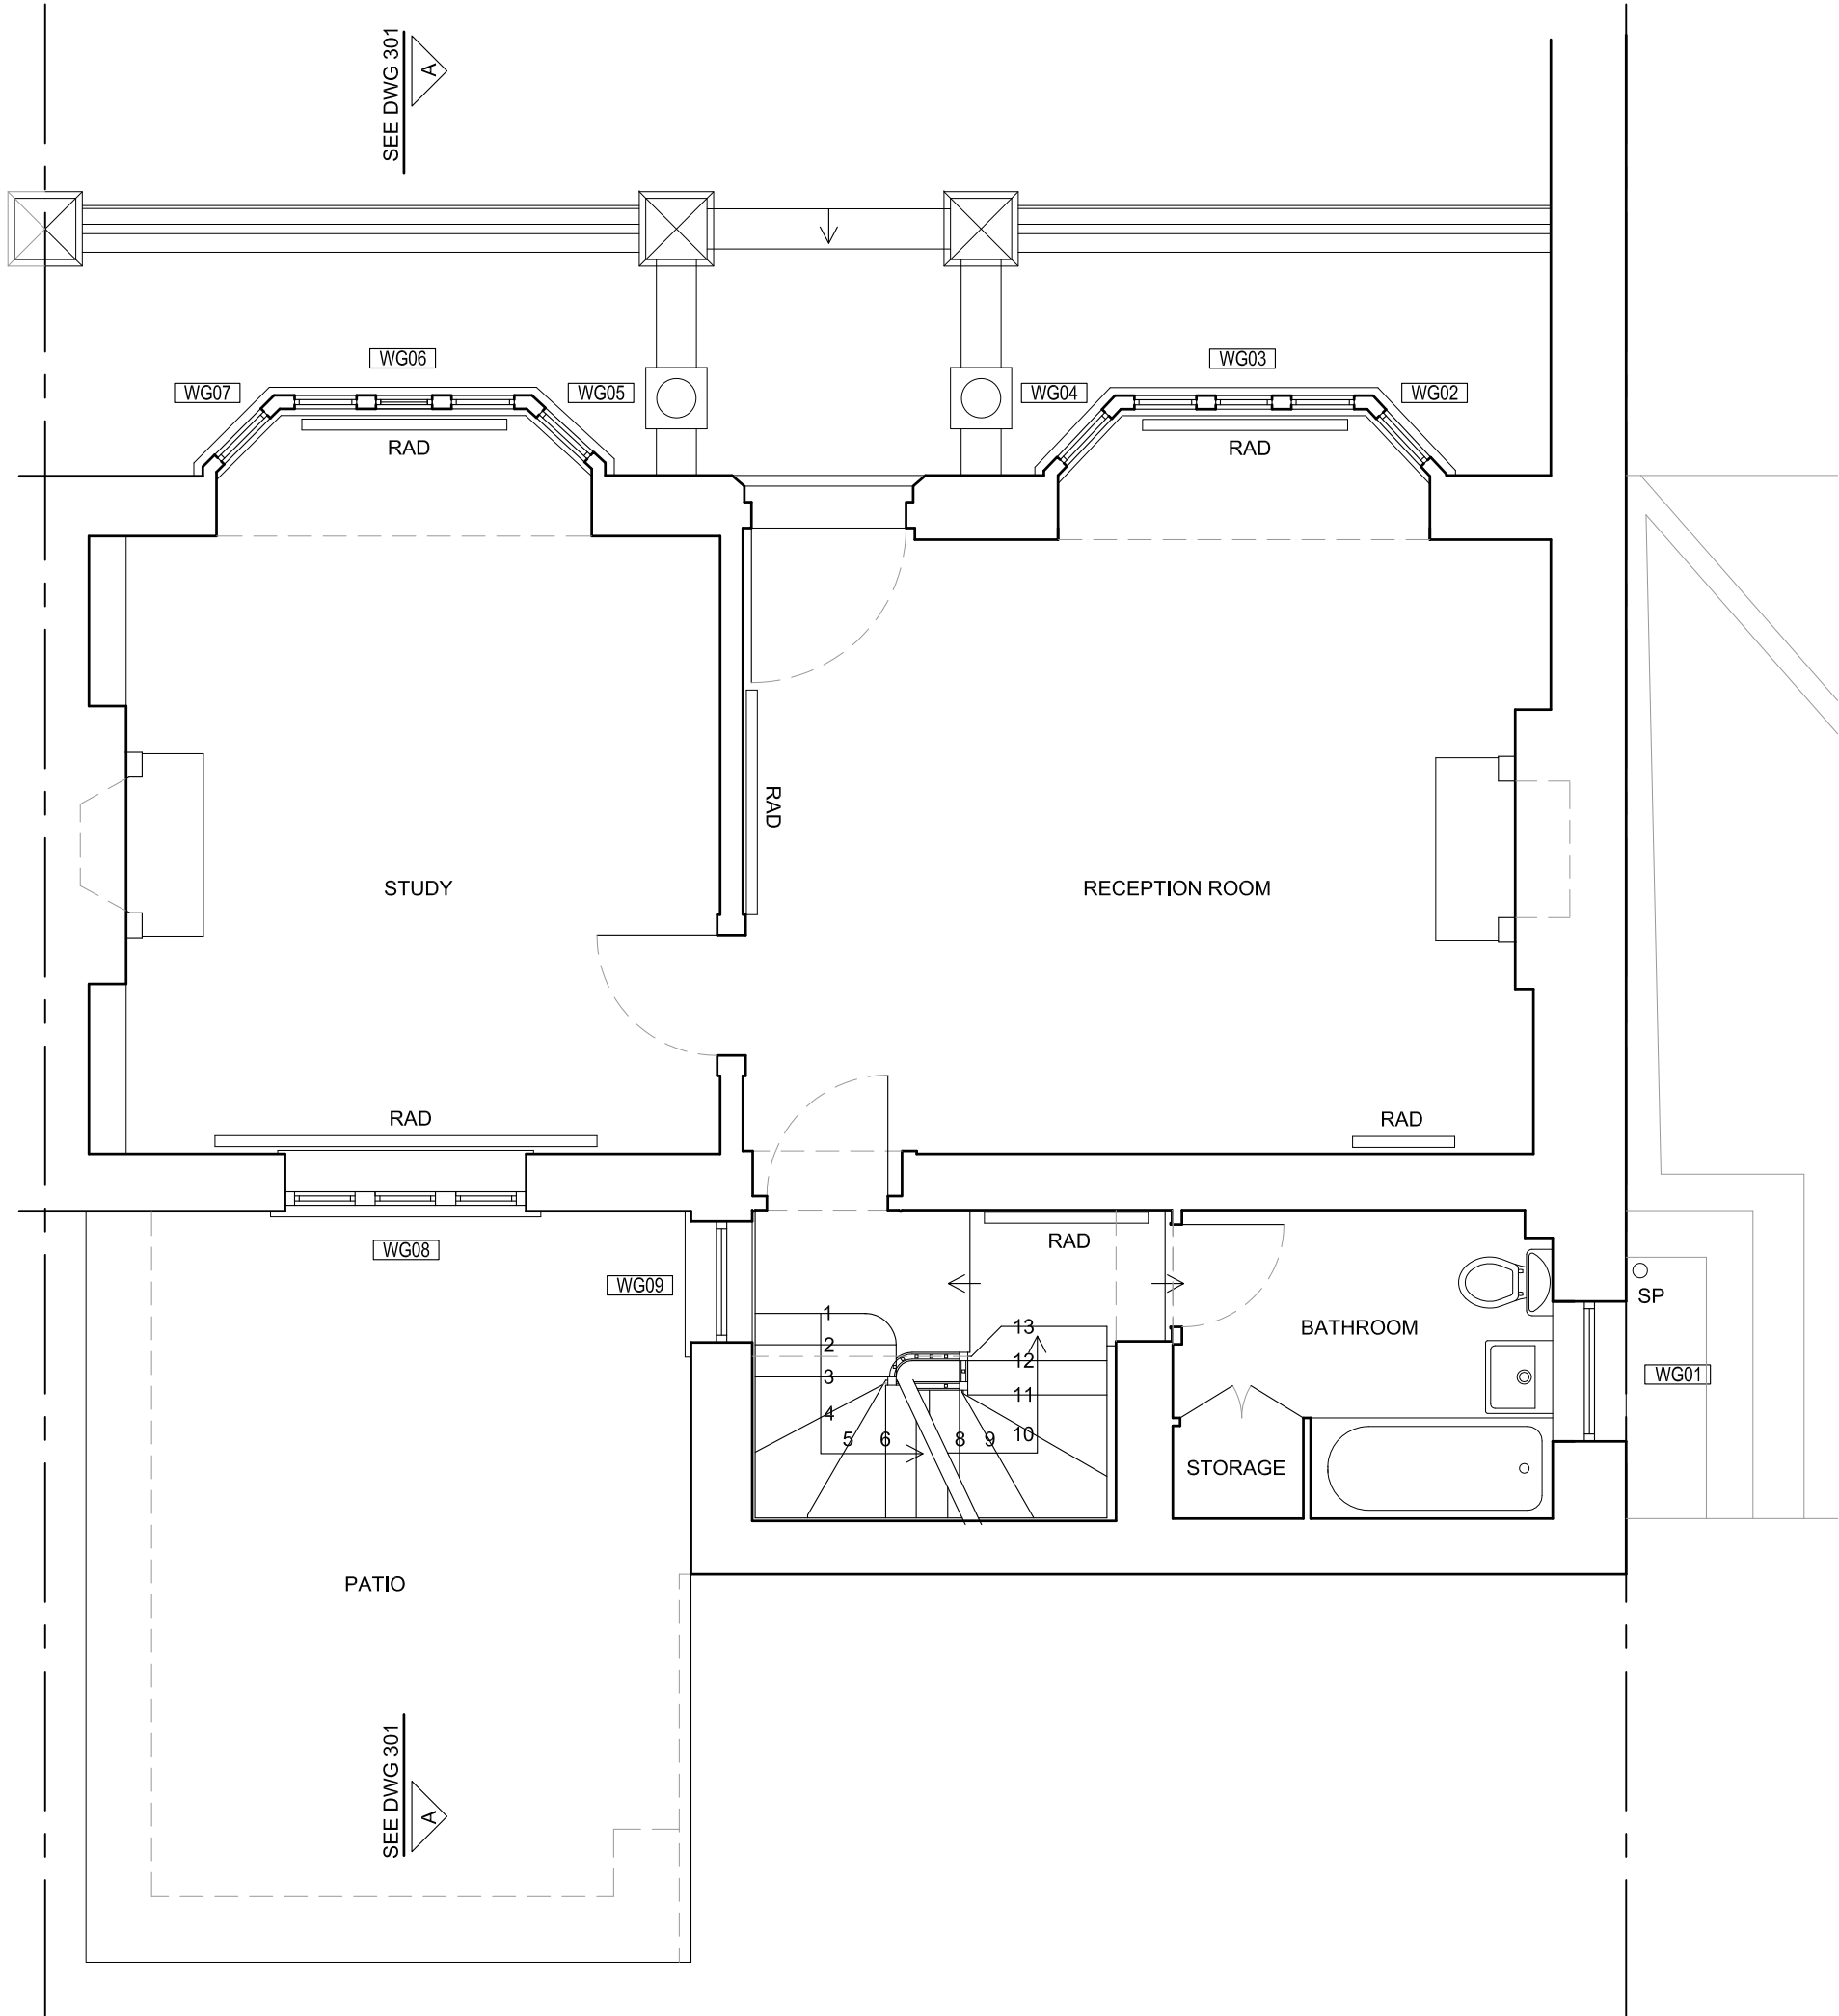 SEE DWG 301
A
WG06
WG03
WG07
WG05
WG04
WG02
RAD
RAD
RAD
STUDY
RECEPTION ROOM
RAD
RAD
WG08
RAD
WG09
SP
1
13
BATHROOM
2
12
3
WG01
11
4
10
5
6
8
9
STORAGE
PATIO
SEE DWG 301
A